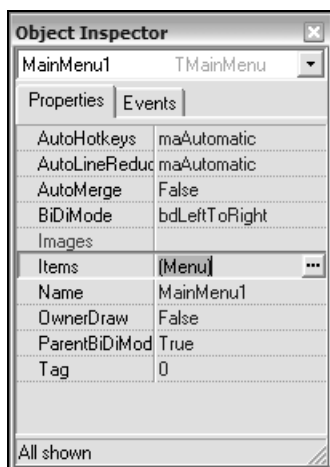 Object Inspector
MainMenu1 TMainMenu
Properties Events
AutoHotkeys maAutomatic
AutoLineReduc maAutomatic
AutoMerge False
BiDiMode bdLeftToRight
Images
Items (Menu) ...
Name MainMenu1
OwnerDraw False
ParentBiDiMod True
Tag 0
All shown